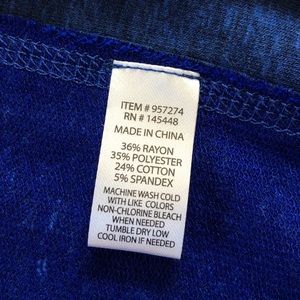 ITEM # 957274
RN # 145448
MADE IN CHINA
36% RAYON
35% POLYESTER
24% COTTON
5% SPANDEX
MACHINE WASH COLD
WITH LIKE COLORS
NON-CHLORINE BLEACH
WHEN NEEDED
TUMBLE DRY LOW
COOL IRON IF NEEDED